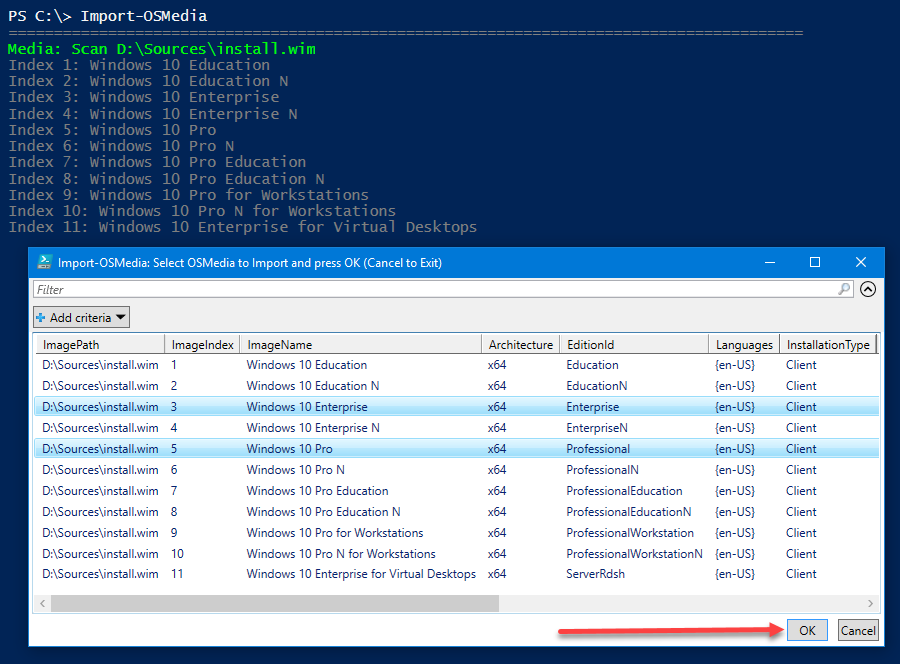 PS C:\> Import-OSMedia
========================================================================================
Media: Scan D:\Sources\install.wim
Index 1: Windows 10 Education
Index 2: Windows 10 Education N
Index 3: Windows 10 Enterprise
Index 4: Windows 10 Enterprise N
Index 5: Windows 10 Pro
Index 6: Windows 10 Pro N
Index 7: Windows 10 Pro Education
Index 8: Windows 10 Pro Education N
Index 9: Windows 10 Pro for Workstations
Index 10: Windows 10 Pro N for Workstations
Index 11: Windows 10 Enterprise for Virtual Desktops
Import-OSMedia: Select OSMedia to Import and press OK (Cancel to Exit)
Filter
Add criteria
ImagePath ImageIndex ImageName Architecture EditionId Languages InstallationType
D:\Sources\install.wim 1 Windows 10 Education x64 Education {en-US} Client
D:\Sources\install.wim 2 Windows 10 Education N x64 EducationN {en-US} Client
D:\Sources\install.wim 3 Windows 10 Enterprise x64 Enterprise {en-US} Client
D:\Sources\install.wim 4 Windows 10 Enterprise N x64 EnterpriseN {en-US} Client
D:\Sources\install.wim 5 Windows 10 Pro x64 Professional {en-US} Client
D:\Sources\install.wim 6 Windows 10 Pro N x64 ProfessionalN {en-US} Client
D:\Sources\install.wim 7 Windows 10 Pro Education x64 ProfessionalEducation {en-US} Client
D:\Sources\install.wim 8 Windows 10 Pro Education N x64 ProfessionalEducationN {en-US} Client
D:\Sources\install.wim 9 Windows 10 Pro for Workstations x64 ProfessionalWorkstation {en-US} Client
D:\Sources\install.wim 10 Windows 10 Pro N for Workstations x64 ProfessionalWorkstationN {en-US} Client
D:\Sources\install.wim 11 Windows 10 Enterprise for Virtual Desktops x64 ServerRdsh {en-US} Client
OK Cancel